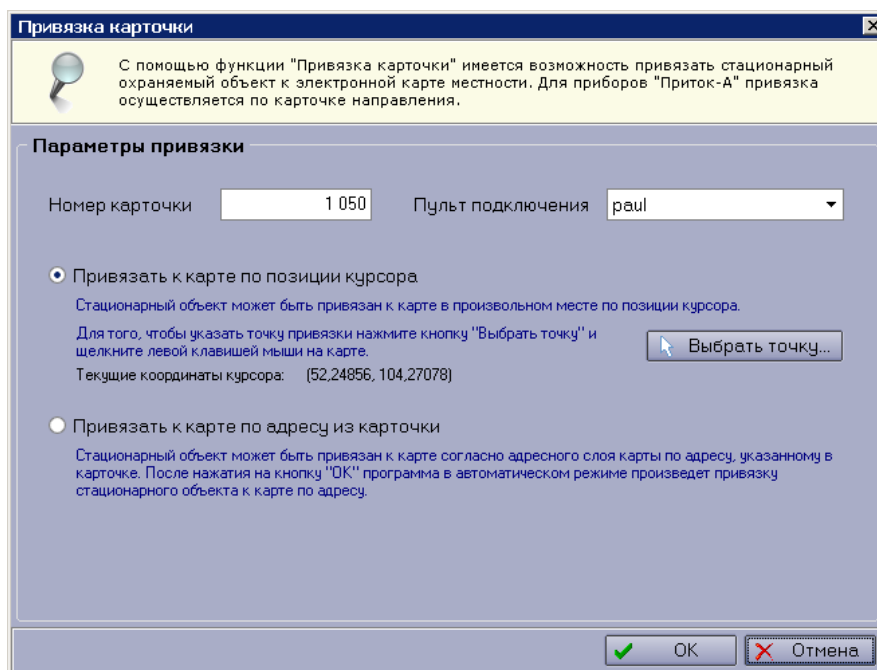 Привязка карточки
С помощью функции "Привязка карточки" имеется возможность привязать стационарный
охраняемый объект к электронной карте местности. Для приборов "Приток-А" привязка
осуществляется по карточке направления.
Параметры привязки
Номер карточки 1 050 Пульт подключения paul
Привязать к карте по позиции курсора
Стационарный объект может быть привязан к карте в произвольном месте по позиции курсора.
Для того, чтобы указать точку привязки нажмите кнопку "Выбрать точку" и
щелкните левой клавишей мыши на карте.
Выбрать точку...
Текущие координаты курсора: (52,24856, 104,27078)
Привязать к карте по адресу из карточки
Стационарный объект может быть привязан к карте согласно адресного слоя карты по адресу, указанному в
карточке. После нажатия на кнопку "ОК" программа в автоматическом режиме произведет привязку
стационарного объекта к карте по адресу.
OK Отмена